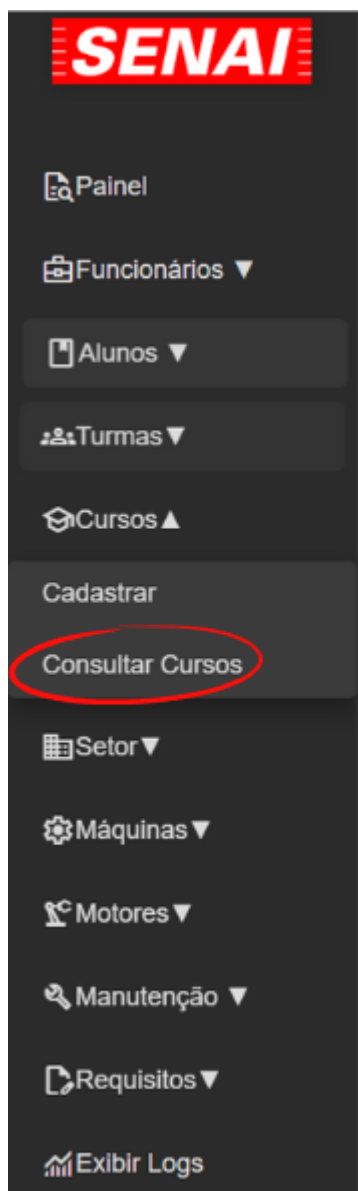 SENAI
Painel
Funcionários ▼
Alunos ▼
Turmas▼
Cursos▲
Cadastrar
Consultar Cursos
Setor▼
Máquinas▼
Motores▼
Manutenção ▼
Requisitos▼
Exibir Logs